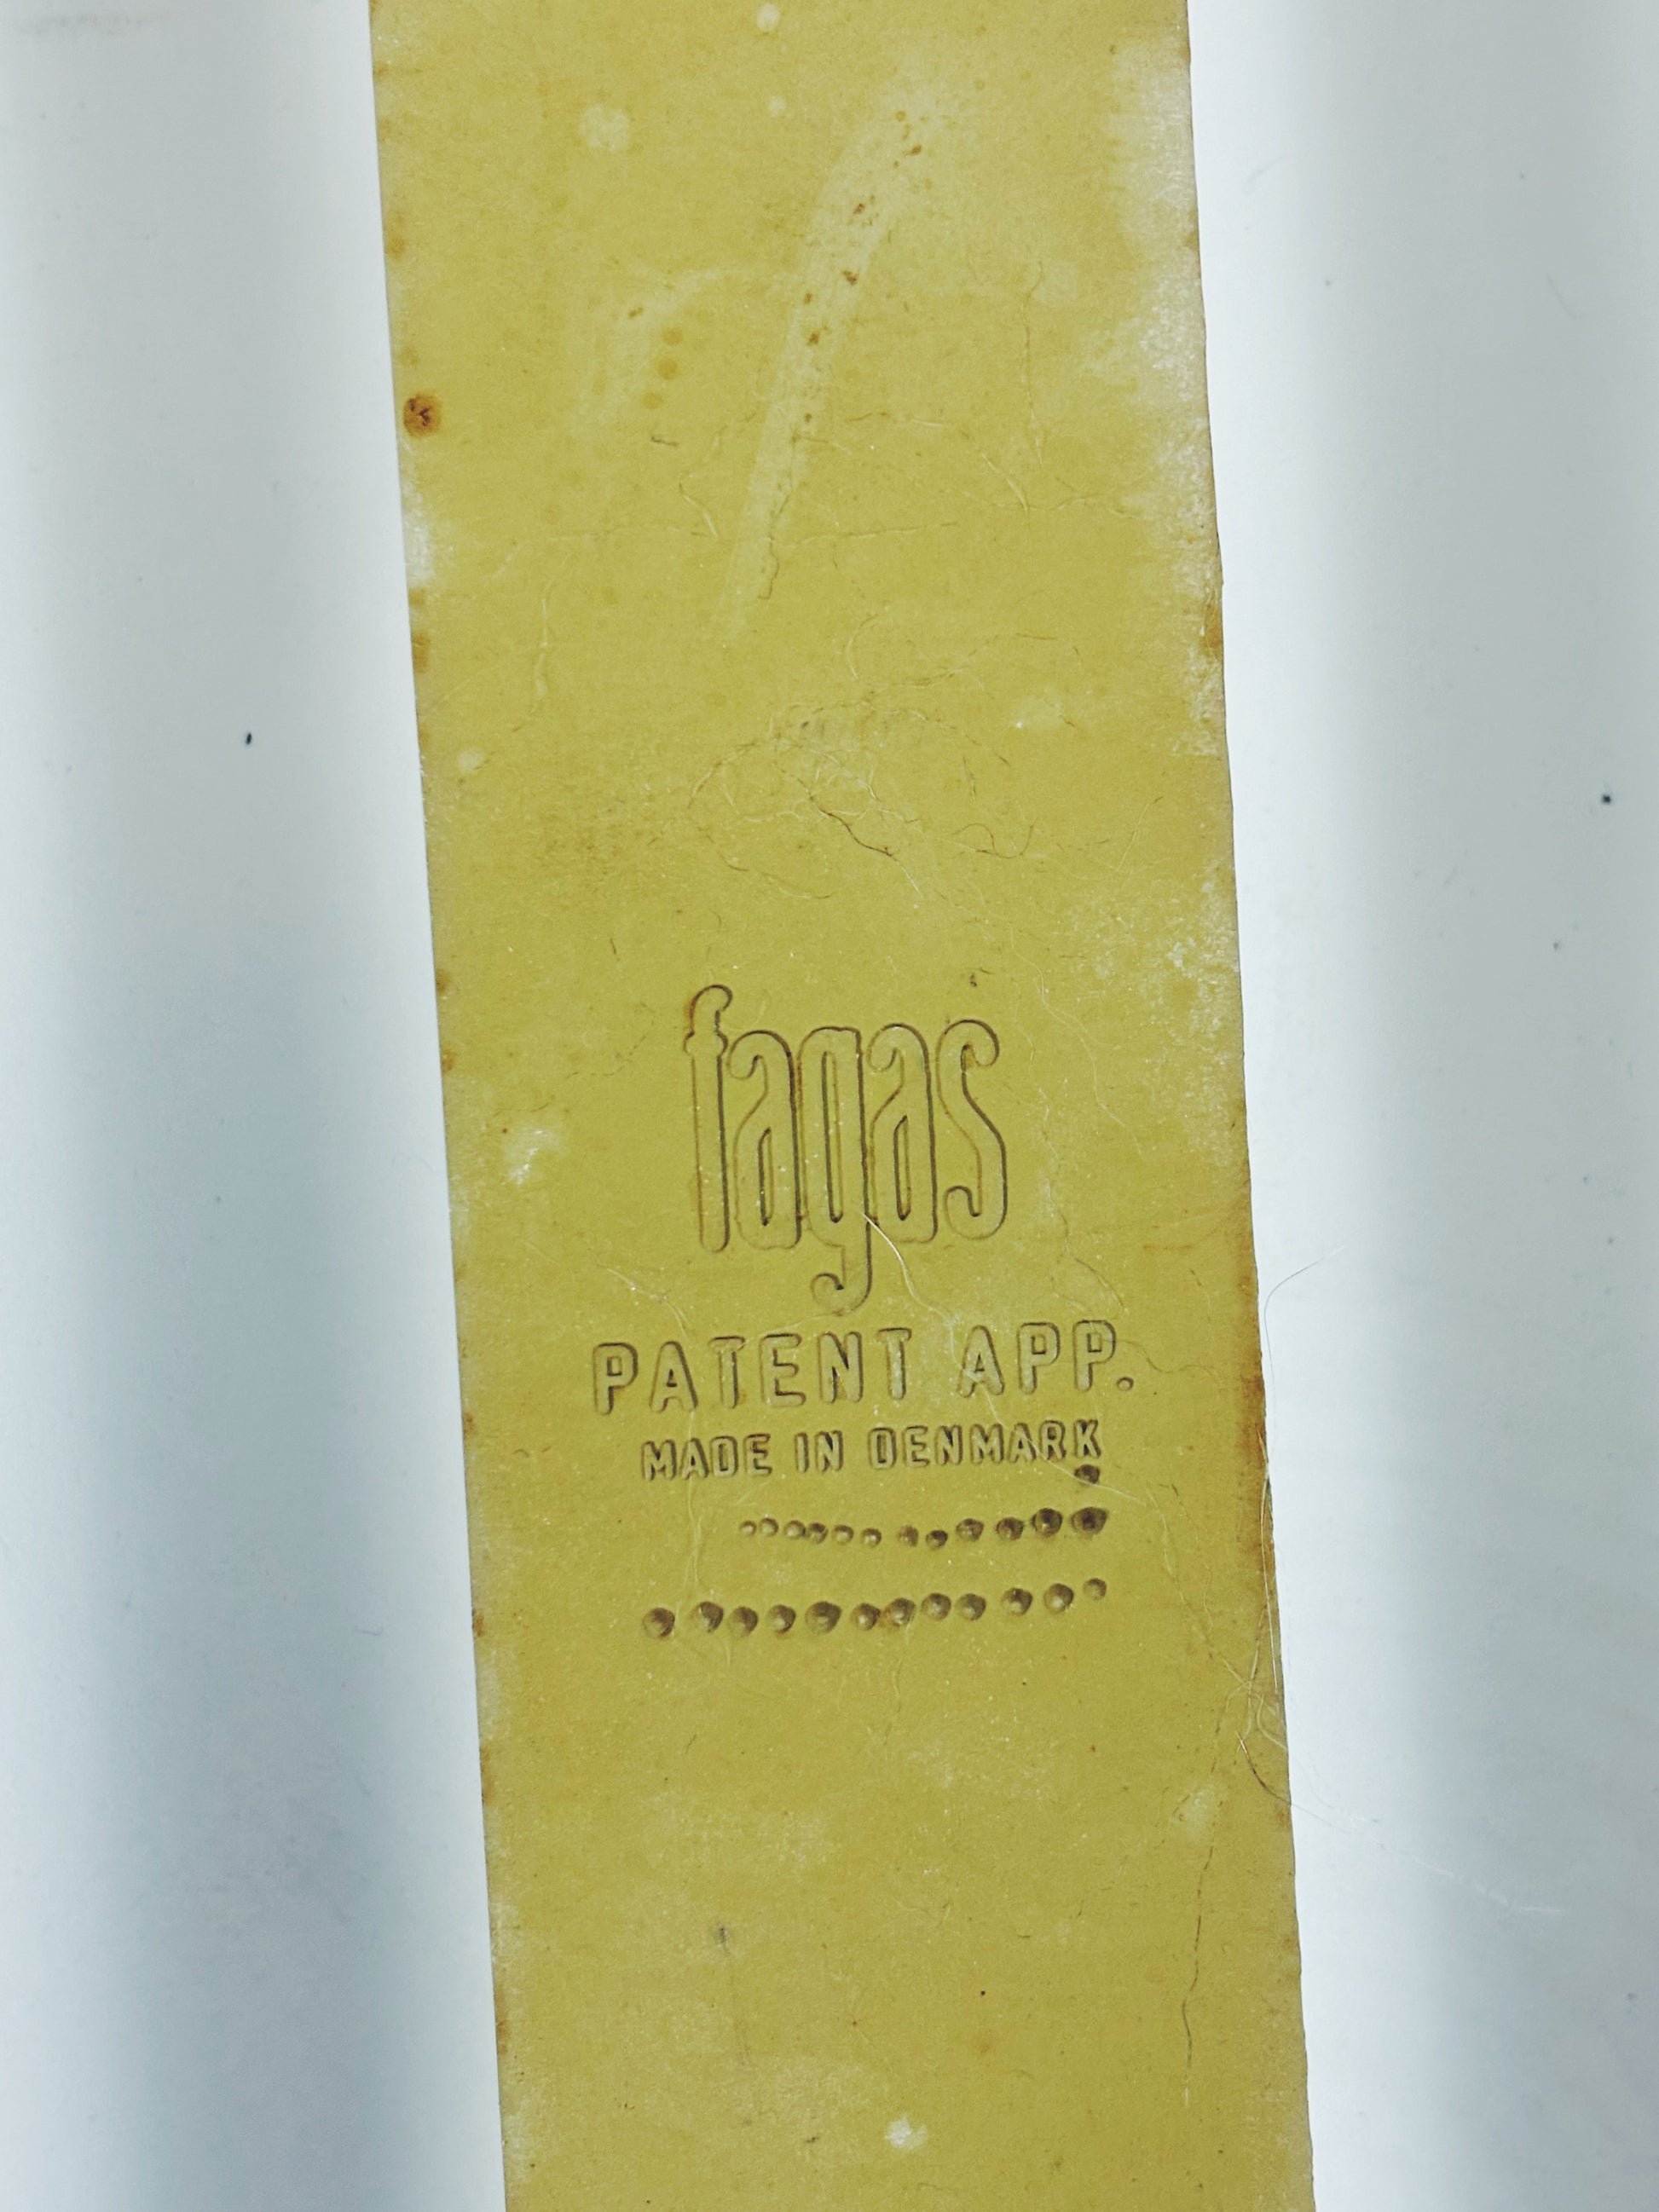 fagas
PATENT APP.
MADE IN DENMARK